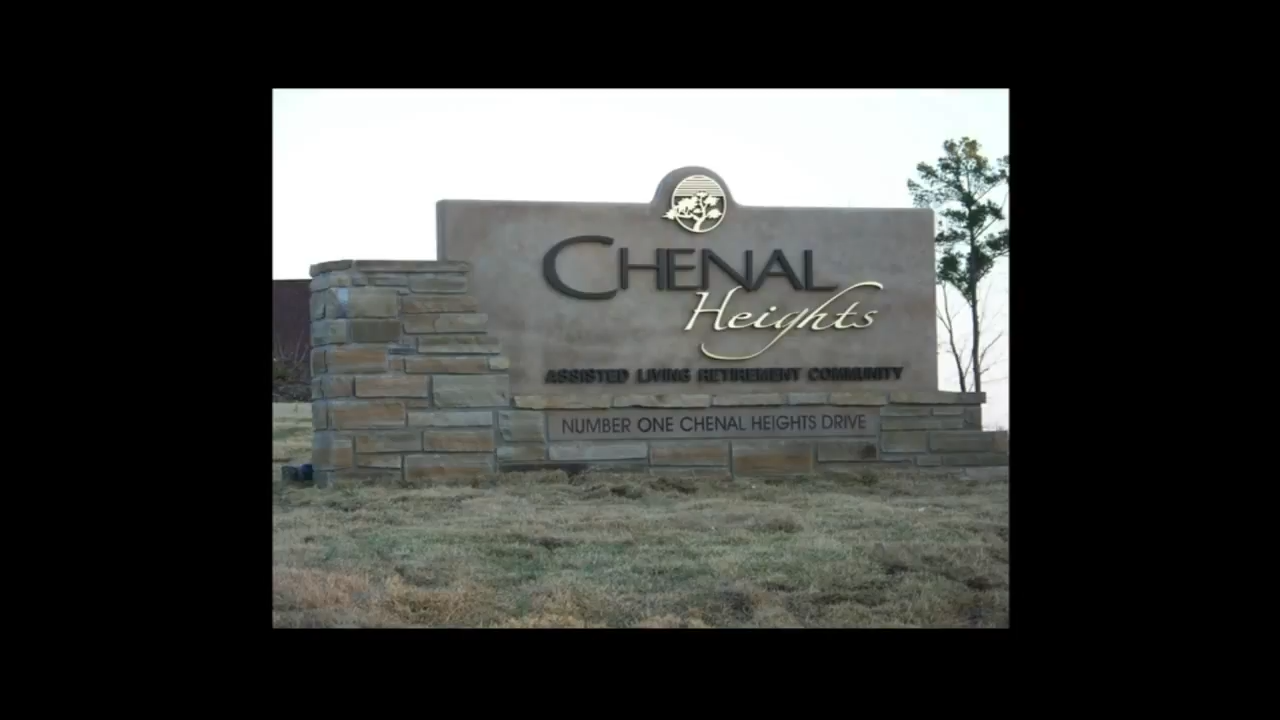 CHENAL
Heights
ASSISTED LIVING RETIREMENT COMMUNITY
NUMBER ONE CHENAL HEIGHTS DRIVE